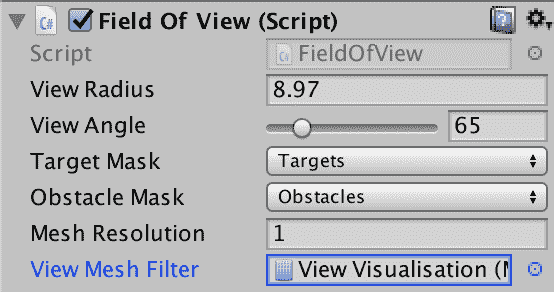 Field Of View (Script)
Script FieldOfView
View Radius 8.97
View Angle 65
Target Mask Targets
Obstacle Mask Obstacles
Mesh Resolution 1
View Mesh Filter View Visualisation (M